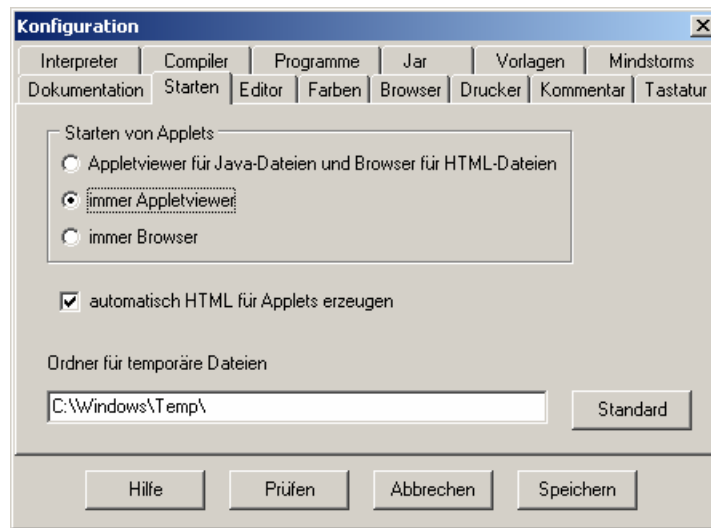 Konfiguration
Interpreter Compiler Programme Jar Vorlagen Mindstorms
Dokumentation Starten Editor Farben Browser Drucker Kommentar Tastatur
Starten von Applets
Appletviewer für Java-Dateien und Browser für HTML-Dateien
immer Appletviewer
immer Browser
automatisch HTML für Applets erzeugen
Ordner für temporäre Dateien
C:\Windows\Temp\
Standard
Hilfe Prüfen Abbrechen Speichern